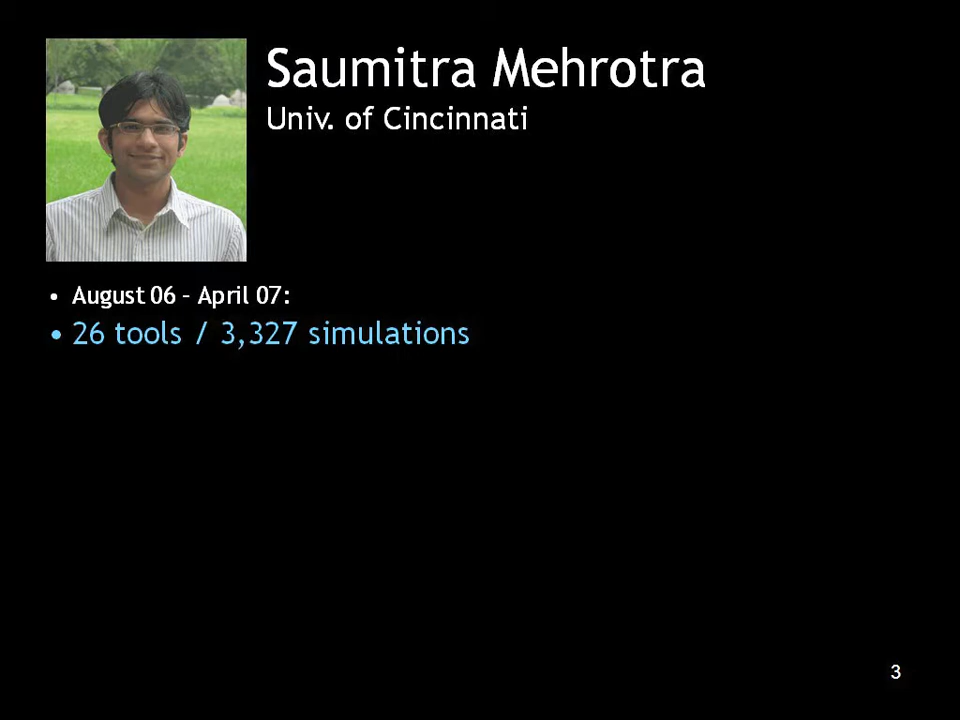 Saumitra Mehrotra
Univ. of Cincinnati
• August 06 – April 07:
• 26 tools / 3,327 simulations
3